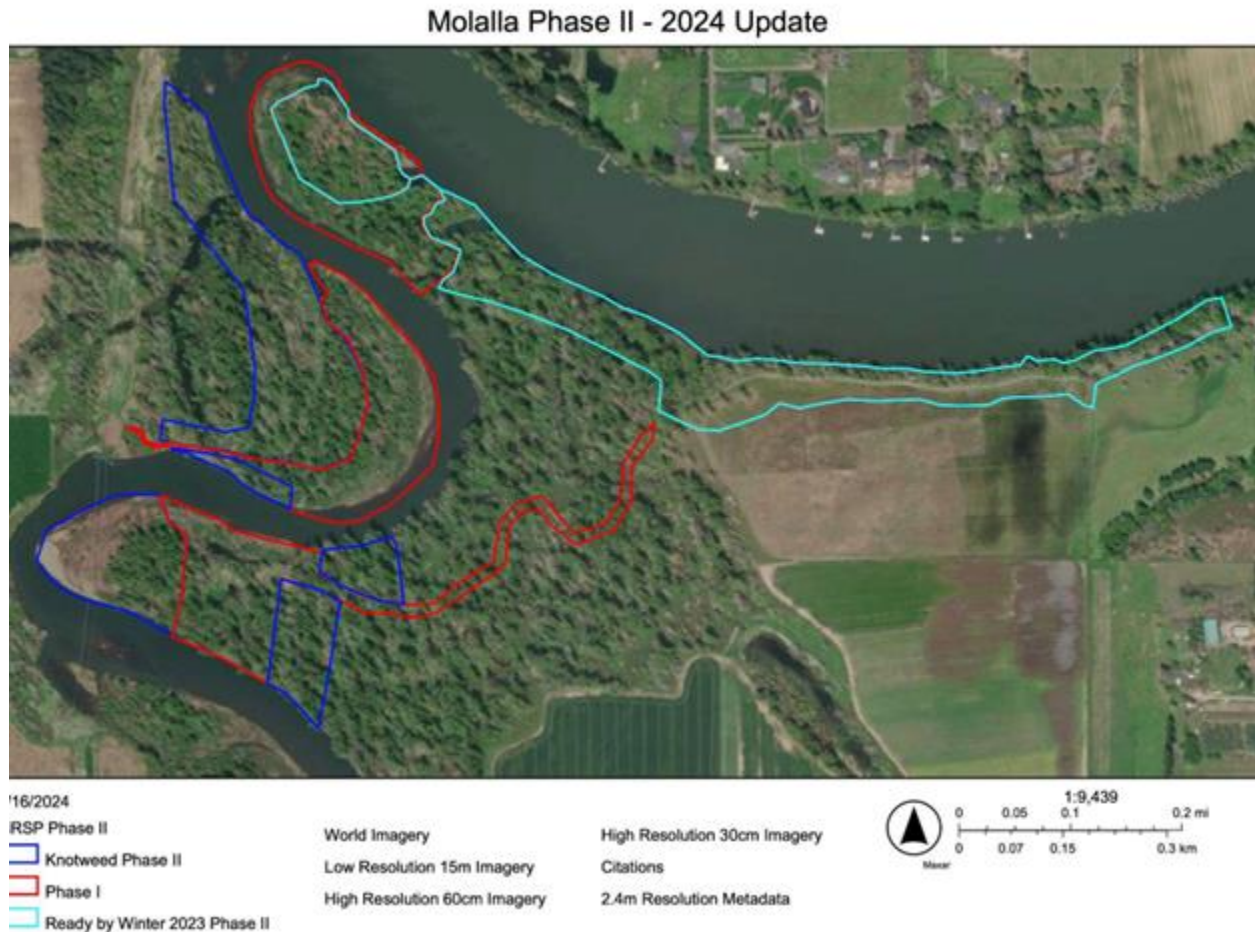 Molalla Phase II - 2024 Update
/16/2024
RSP Phase II
Knotweed Phase II
Phase I
Ready by Winter 2023 Phase II
World Imagery
Low Resolution 15m Imagery
High Resolution 60cm Imagery
High Resolution 30cm Imagery
Citations
2.4m Resolution Metadata
Maxar
1:9,439
0 0.05 0.1 0.2 mi
0 0.07 0.15 0.3 km